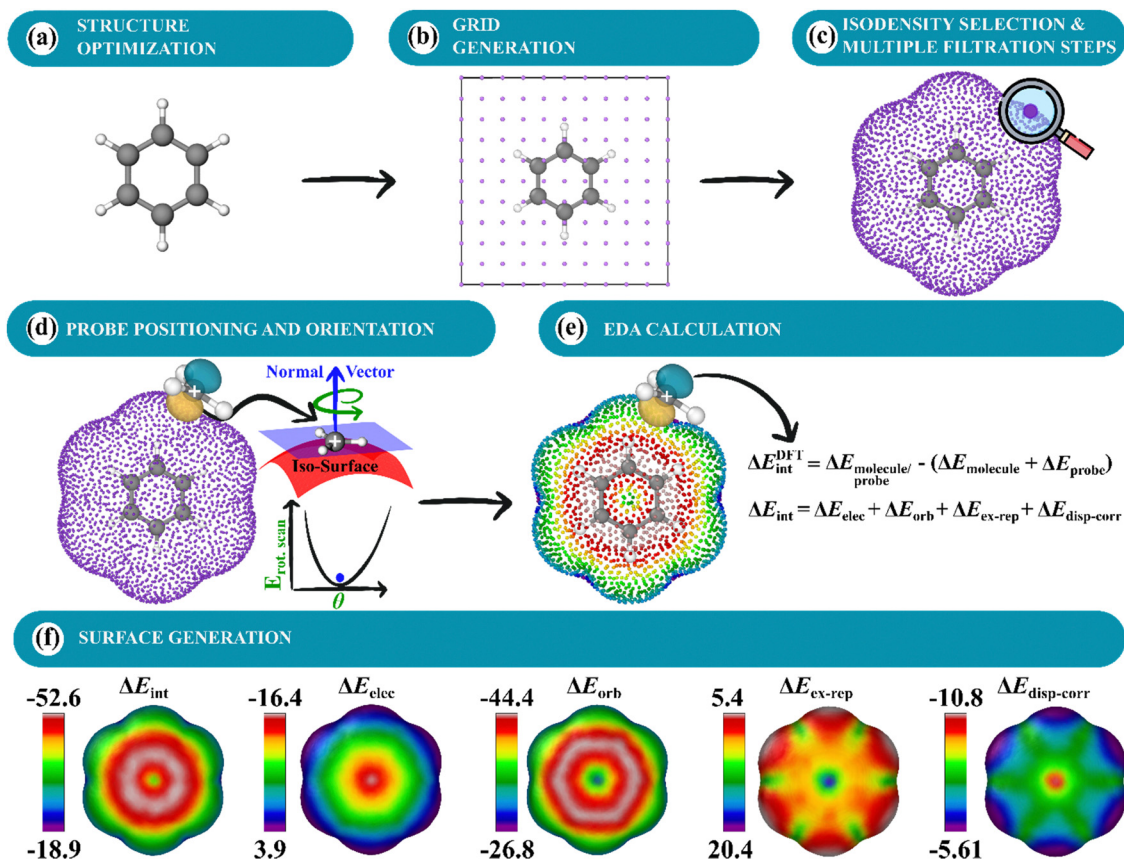 (a) STRUCTURE
OPTIMIZATION
(b) GRID
GENERATION
(c) ISODENSITY SELECTION &
MULTIPLE FILTRATION STEPS
(d) PROBE POSITIONING AND ORIENTATION
Normal Vector
+
+
Iso-Surface
E_rot. scan
θ
(e) EDA CALCULATION
+
ΔE_int^DFT = ΔE_molecule/probe - (ΔE_molecule + ΔE_probe)
ΔE_int = ΔE_elec + ΔE_orb + ΔE_ex-rep + ΔE_disp-corr
(f) SURFACE GENERATION
ΔE_int
-52.6
-18.9
ΔE_elec
-16.4
3.9
ΔE_orb
-44.4
-26.8
ΔE_ex-rep
5.4
20.4
ΔE_disp-corr
-10.8
-5.61